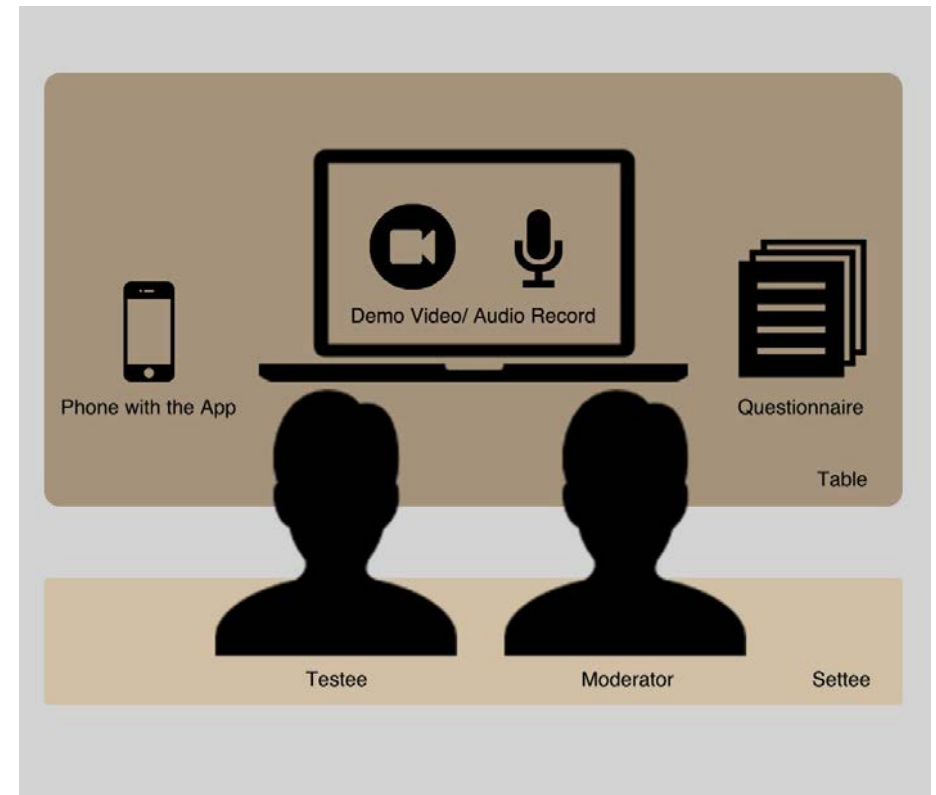 Demo Video/ Audio Record
Phone with the App
Questionnaire
Table
Testee
Moderator
Settee